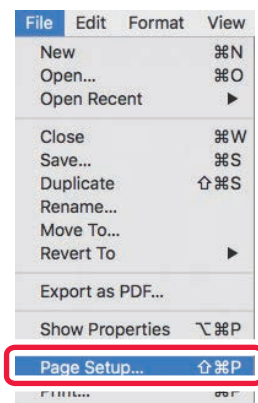 File Edit Format View
New ⌘N
Open... ⌘O
Open Recent ▶
Close ⌘W
Save... ⌘S
Duplicate ⇧⌘S
Rename...
Move To...
Revert To ▶
Export as PDF...
Show Properties ⌥⌘P
Page Setup... ⇧⌘P
Print... ⌘P